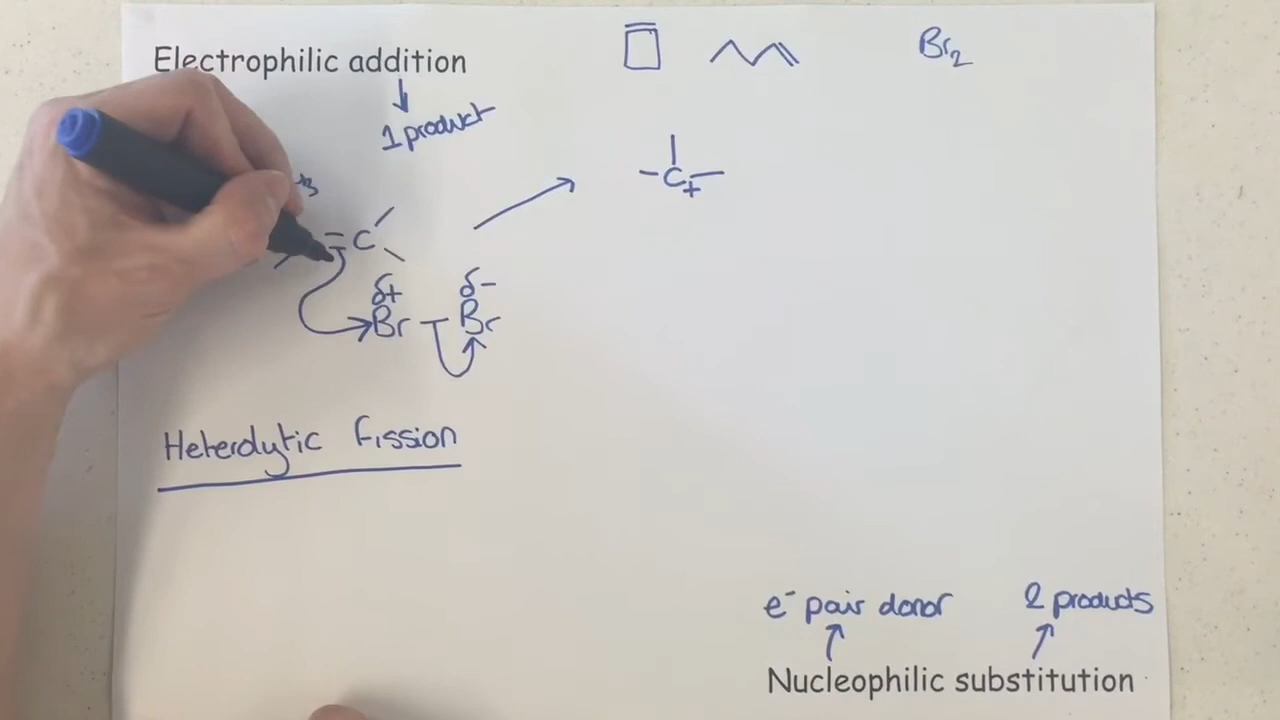 Electrophilic addition
1 product
Br2
-C-
+
=C
δ+ δ-
Br - Br
Heterolytic fission
e- pair donor
2 products
Nucleophilic substitution